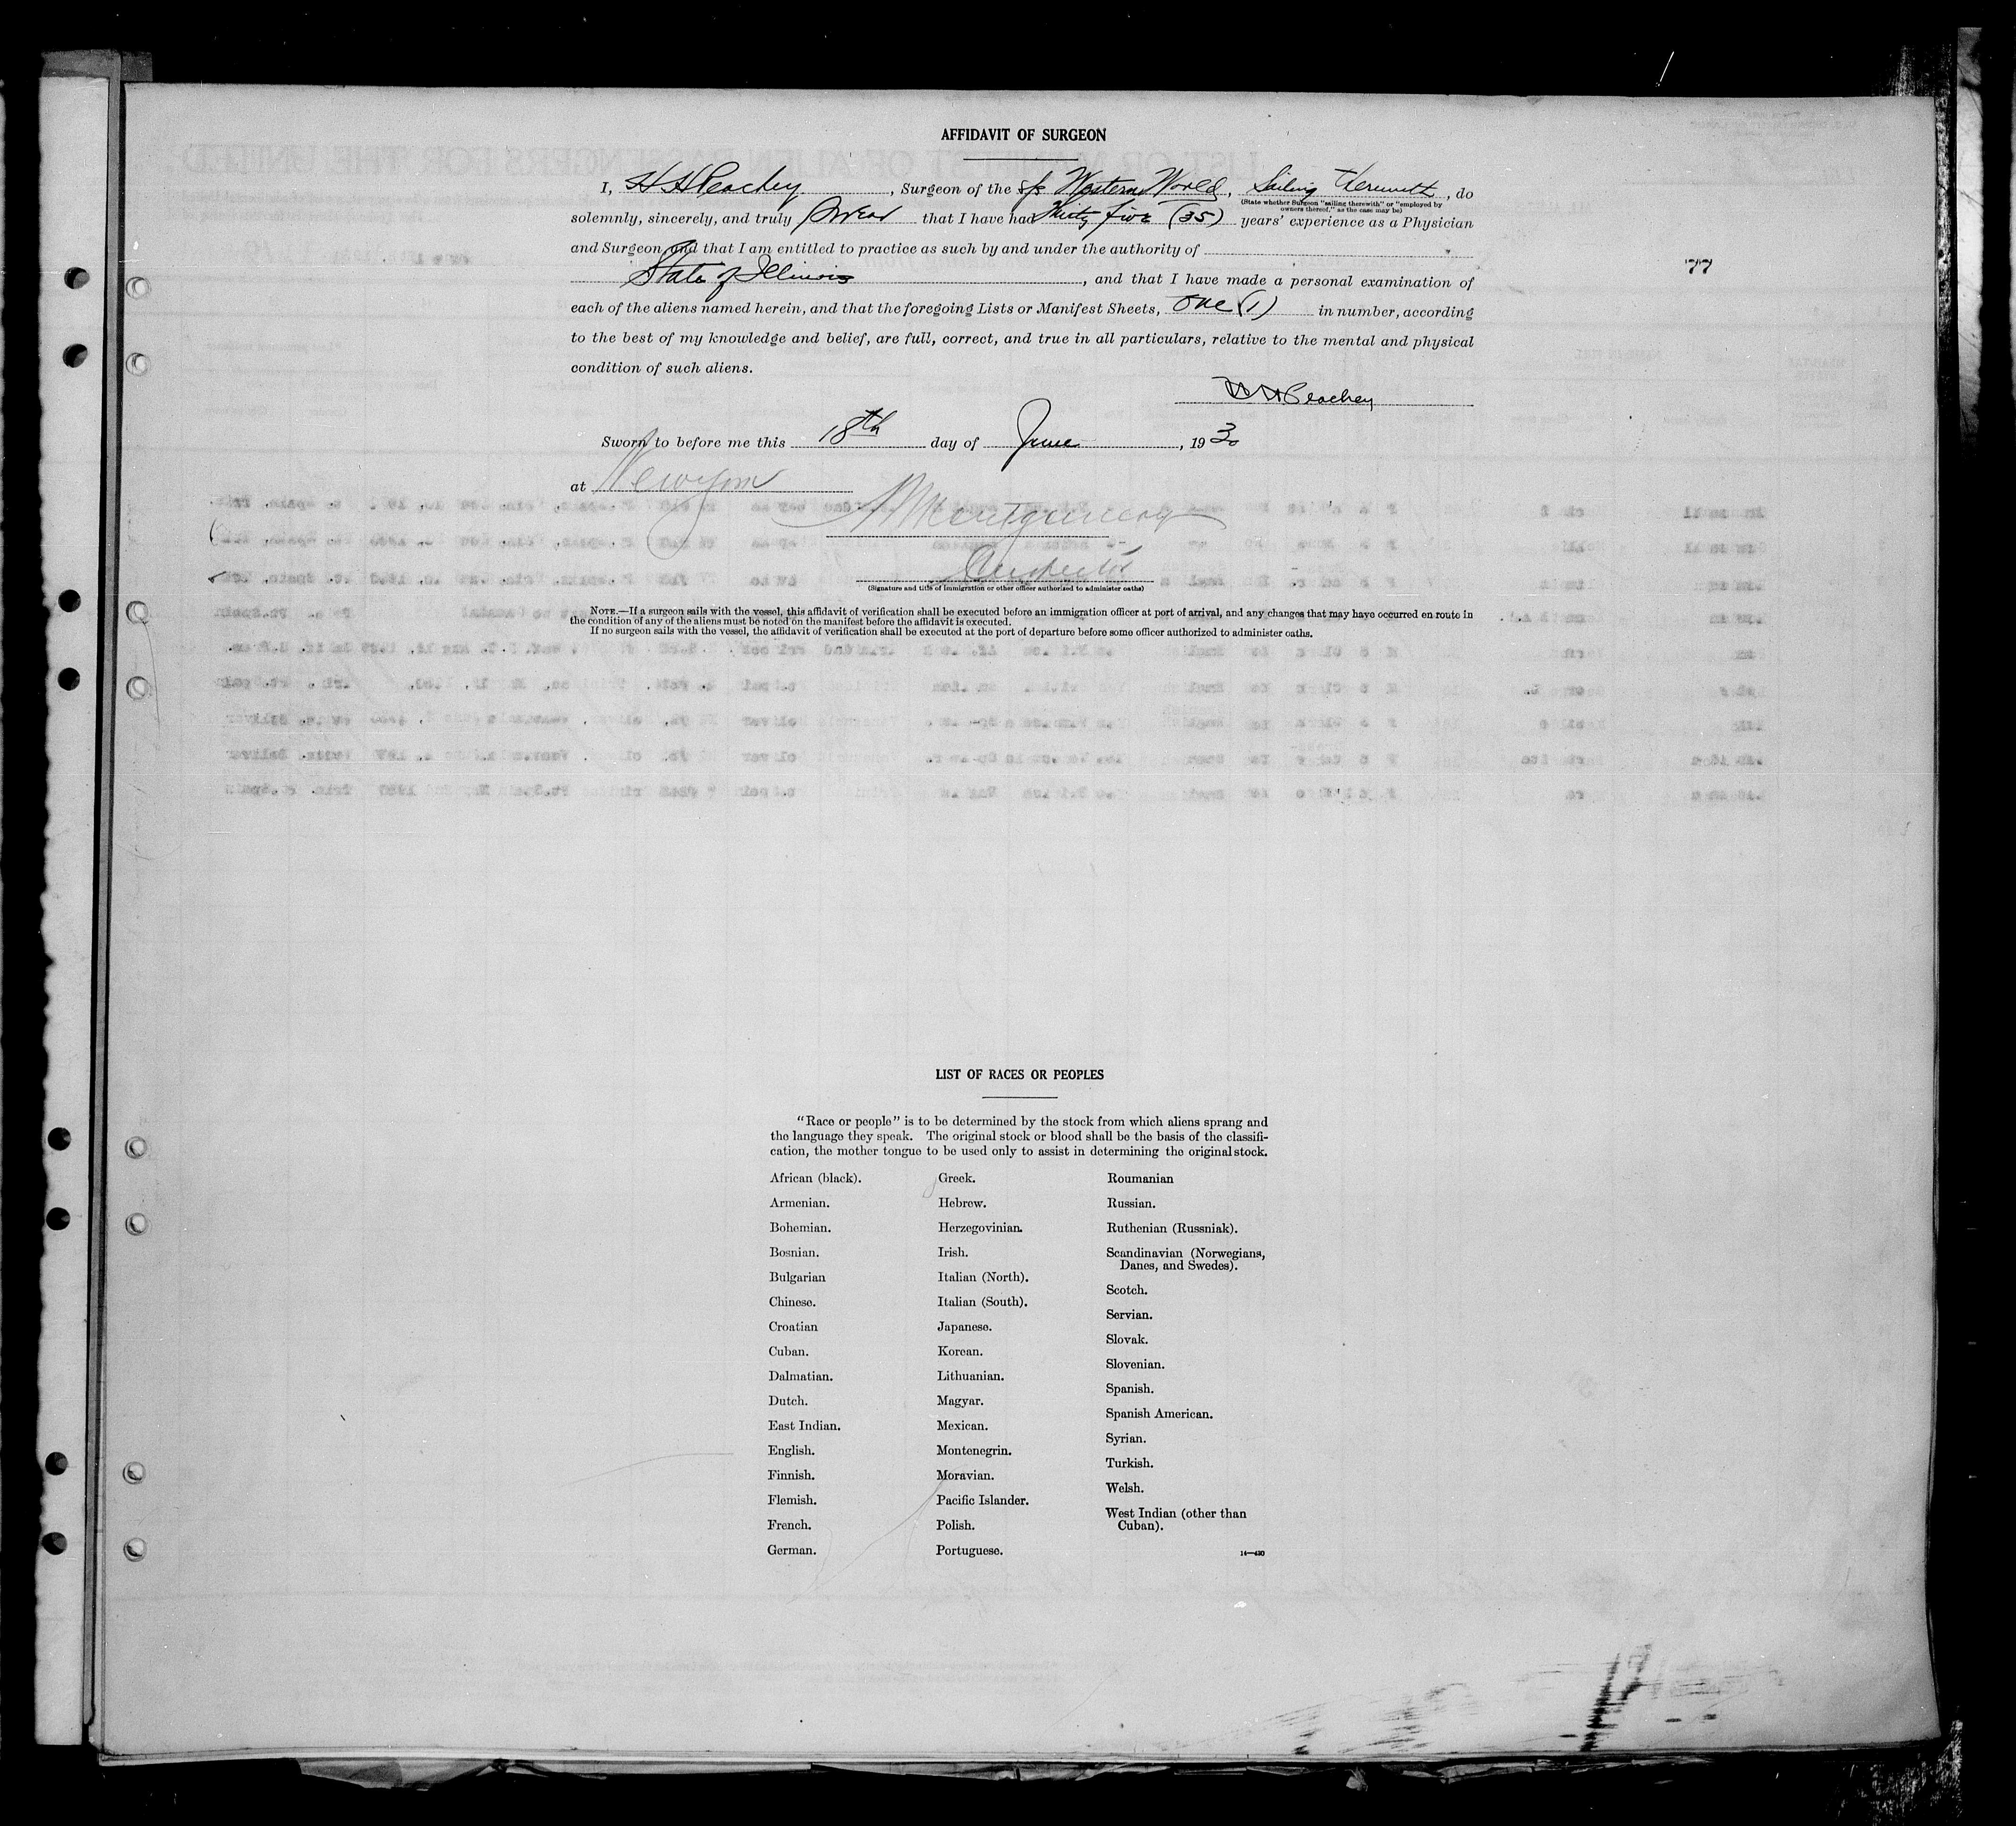 AFFIDAVIT OF SURGEON
I, H H Peachey, Surgeon of the s/s Western World, Sailing Therewith, do
(State whether Surgeon "sailing therewith" or "employed by
owners thereof," as the case may be)
solemnly, sincerely, and truly Swear that I have had Thirty five (35) years' experience as a Physician
and Surgeon and that I am entitled to practice as such by and under the authority of
State of Illinois, and that I have made a personal examination of
77
each of the aliens named herein, and that the foregoing Lists or Manifest Sheets, one (1) in number, according
to the best of my knowledge and belief, are full, correct, and true in all particulars, relative to the mental and physical
condition of such aliens.
H H Peachey
Sworn to before me this 18th day of June, 1930
at New York
Montgomery
Inspector
(Signature and title of immigration or other officer authorized to administer oaths)
NOTE.—If a surgeon sails with the vessel, this affidavit of verification shall be executed before an immigration officer at port of arrival, and any changes that may have occurred en route in
the condition of any of the aliens must be noted on the manifest before the affidavit is executed.
If no surgeon sails with the vessel, the affidavit of verification shall be executed at the port of departure before some officer authorized to administer oaths.
LIST OF RACES OR PEOPLES
"Race or people" is to be determined by the stock from which aliens sprang and
the language they speak. The original stock or blood shall be the basis of the classifi-
cation, the mother tongue to be used only to assist in determining the original stock.
African (black).
Armenian.
Bohemian.
Bosnian.
Bulgarian
Chinese.
Croatian
Cuban.
Dalmatian.
Dutch.
East Indian.
English.
Finnish.
Flemish.
French.
German.
Greek.
Hebrew.
Herzegovinian.
Irish.
Italian (North).
Italian (South).
Japanese.
Korean.
Lithuanian.
Magyar.
Mexican.
Montenegrin.
Moravian.
Pacific Islander.
Polish.
Portuguese.
Roumanian
Russian.
Ruthenian (Russniak).
Scandinavian (Norwegians,
Danes, and Swedes).
Scotch.
Servian.
Slovak.
Slovenian.
Spanish.
Spanish American.
Syrian.
Turkish.
Welsh.
West Indian (other than
Cuban).
14—430